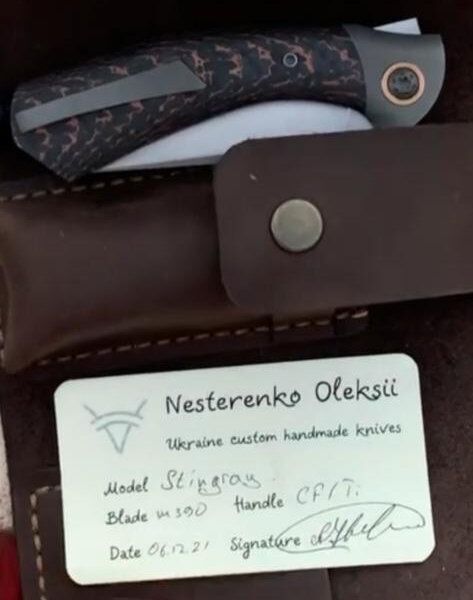 Nesterenko Oleksii
Ukraine custom handmade knives
Model Stingray
Blade m390 Handle CF/Ti
Date 06.12.21 Signature